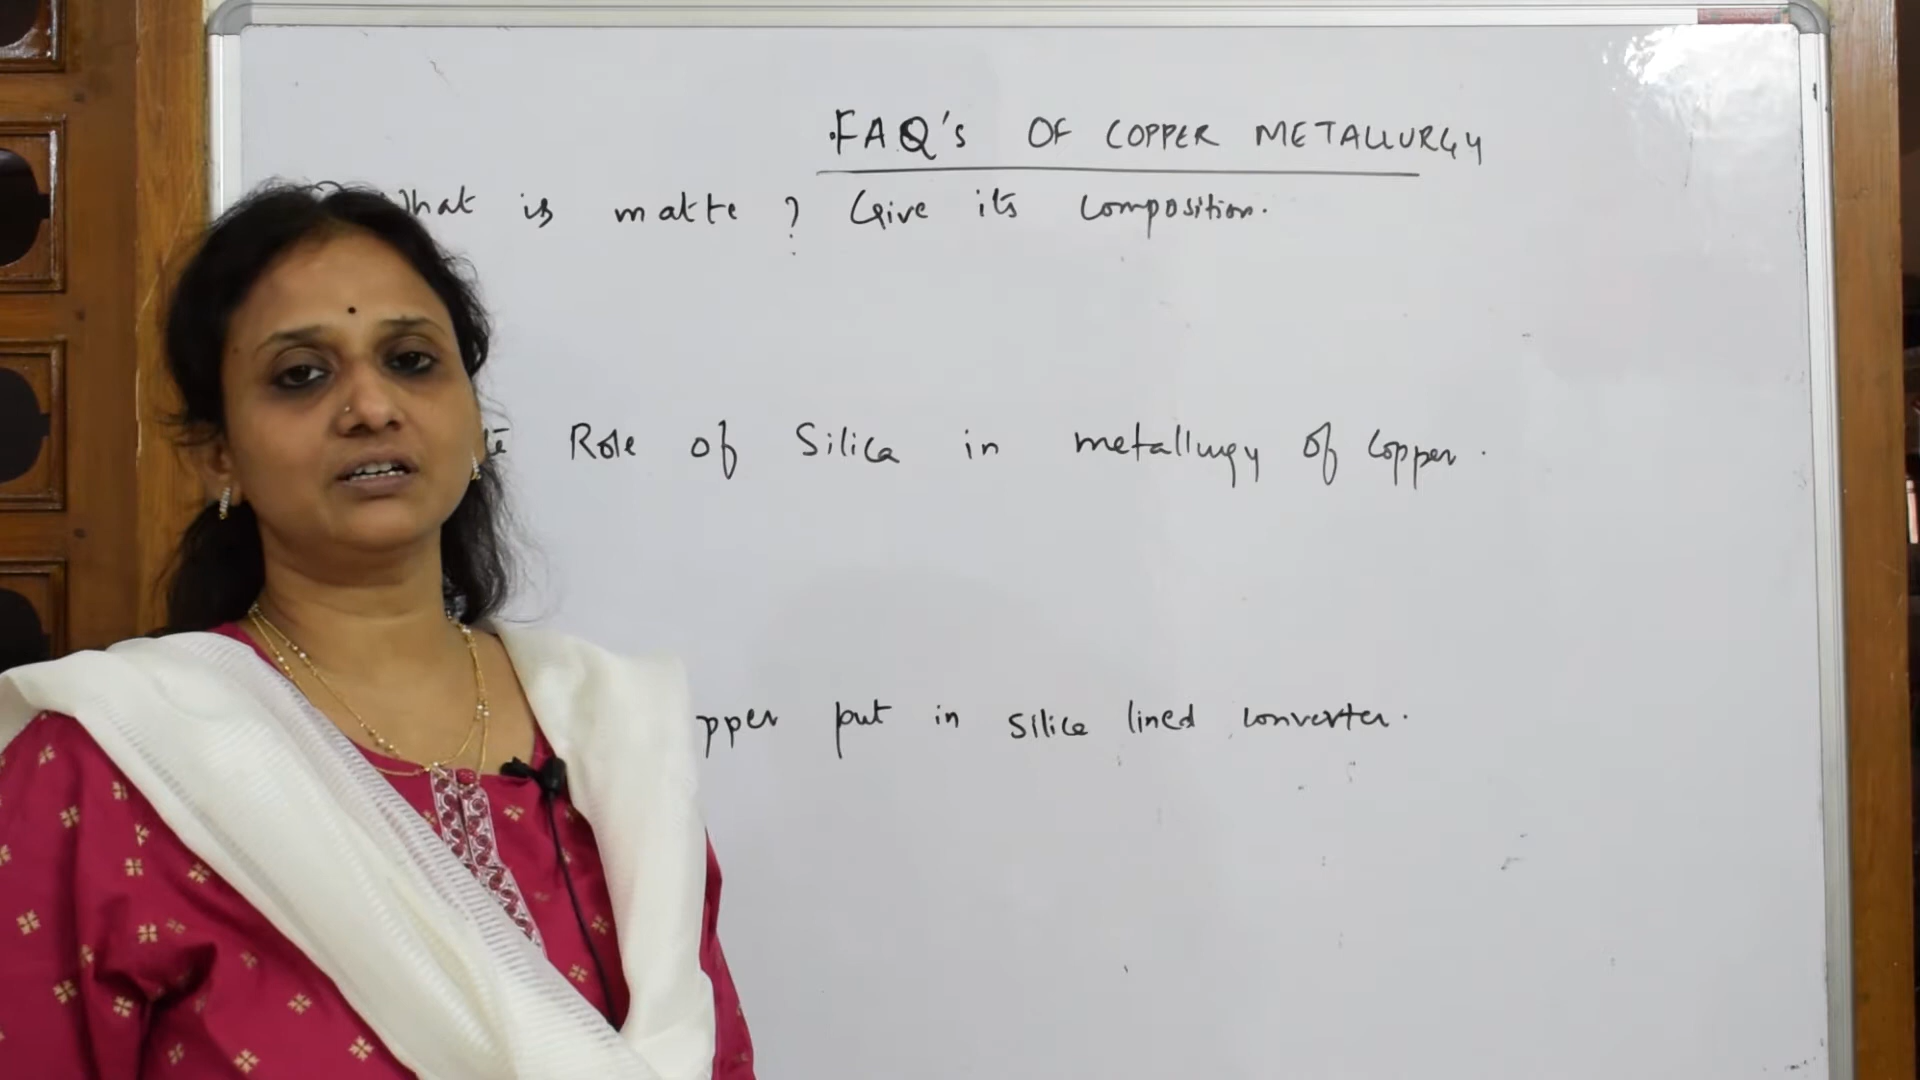 FAQ's OF COPPER METALLURGY
What is matte ? Give its composition.
Role of Silica in metallurgy of copper.
put in silica lined converter.